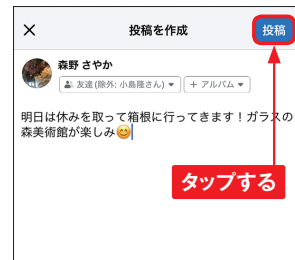 × 投稿を作成 投稿
森野 さやか
友達(除外: 小島隆さん) ▼ + アルバム ▼
明日は休みを取って箱根に行ってきます！ガラスの
森美術館が楽しみ😊
タップする